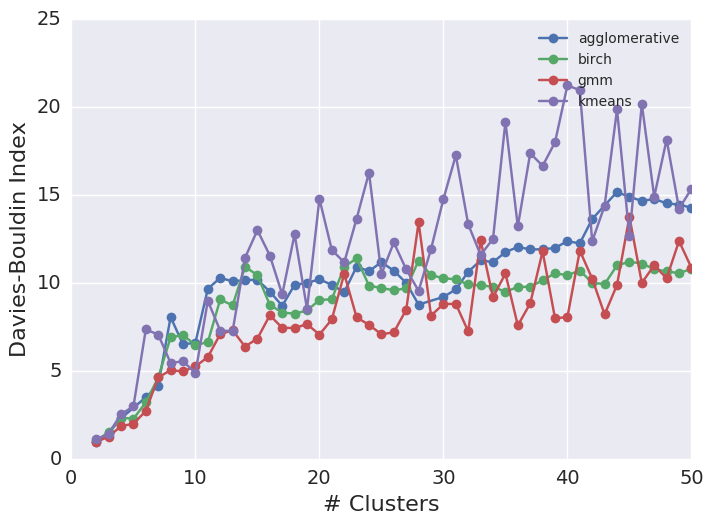 25
20
15
10
5
0
Davies-Bouldin Index
agglomerative
birch
gmm
kmeans
0 10 20 30 40 50
# Clusters